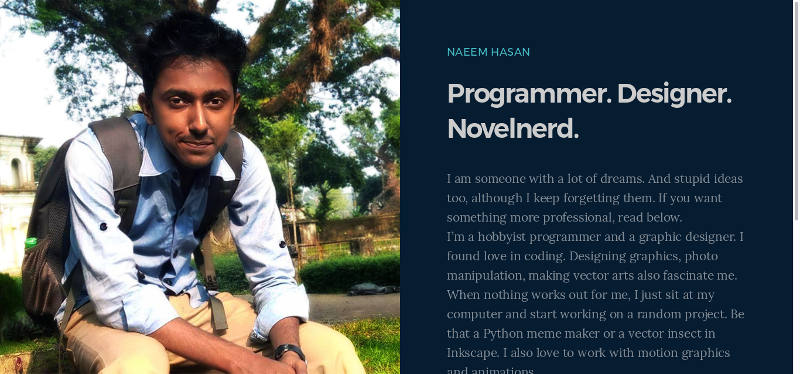 NAEEM HASAN
Programmer. Designer.
Novelnerd.
I am someone with a lot of dreams. And stupid ideas
too, although I keep forgetting them. If you want
something more professional, read below.
I'm a hobbyist programmer and a graphic designer. I
found love in coding. Designing graphics, photo
manipulation, making vector arts also fascinate me.
When nothing works out for me, I just sit at my
computer and start working on a random project. Be
that a Python meme maker or a vector insect in
Inkscape. I also love to work with motion graphics
and animations.